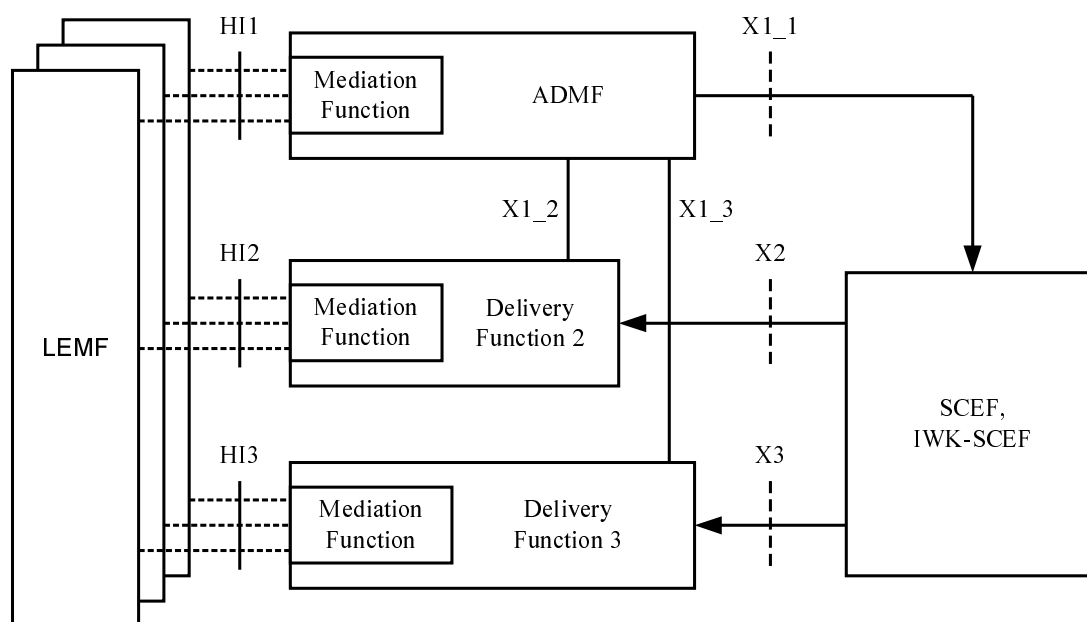 HI1
X1_1
Mediation
Function
ADMF
X1_2
X1_3
HI2
X2
Mediation
Function
Delivery
Function 2
LEMF
SCEF,
IWK-SCEF
HI3
X3
Mediation
Function
Delivery
Function 3